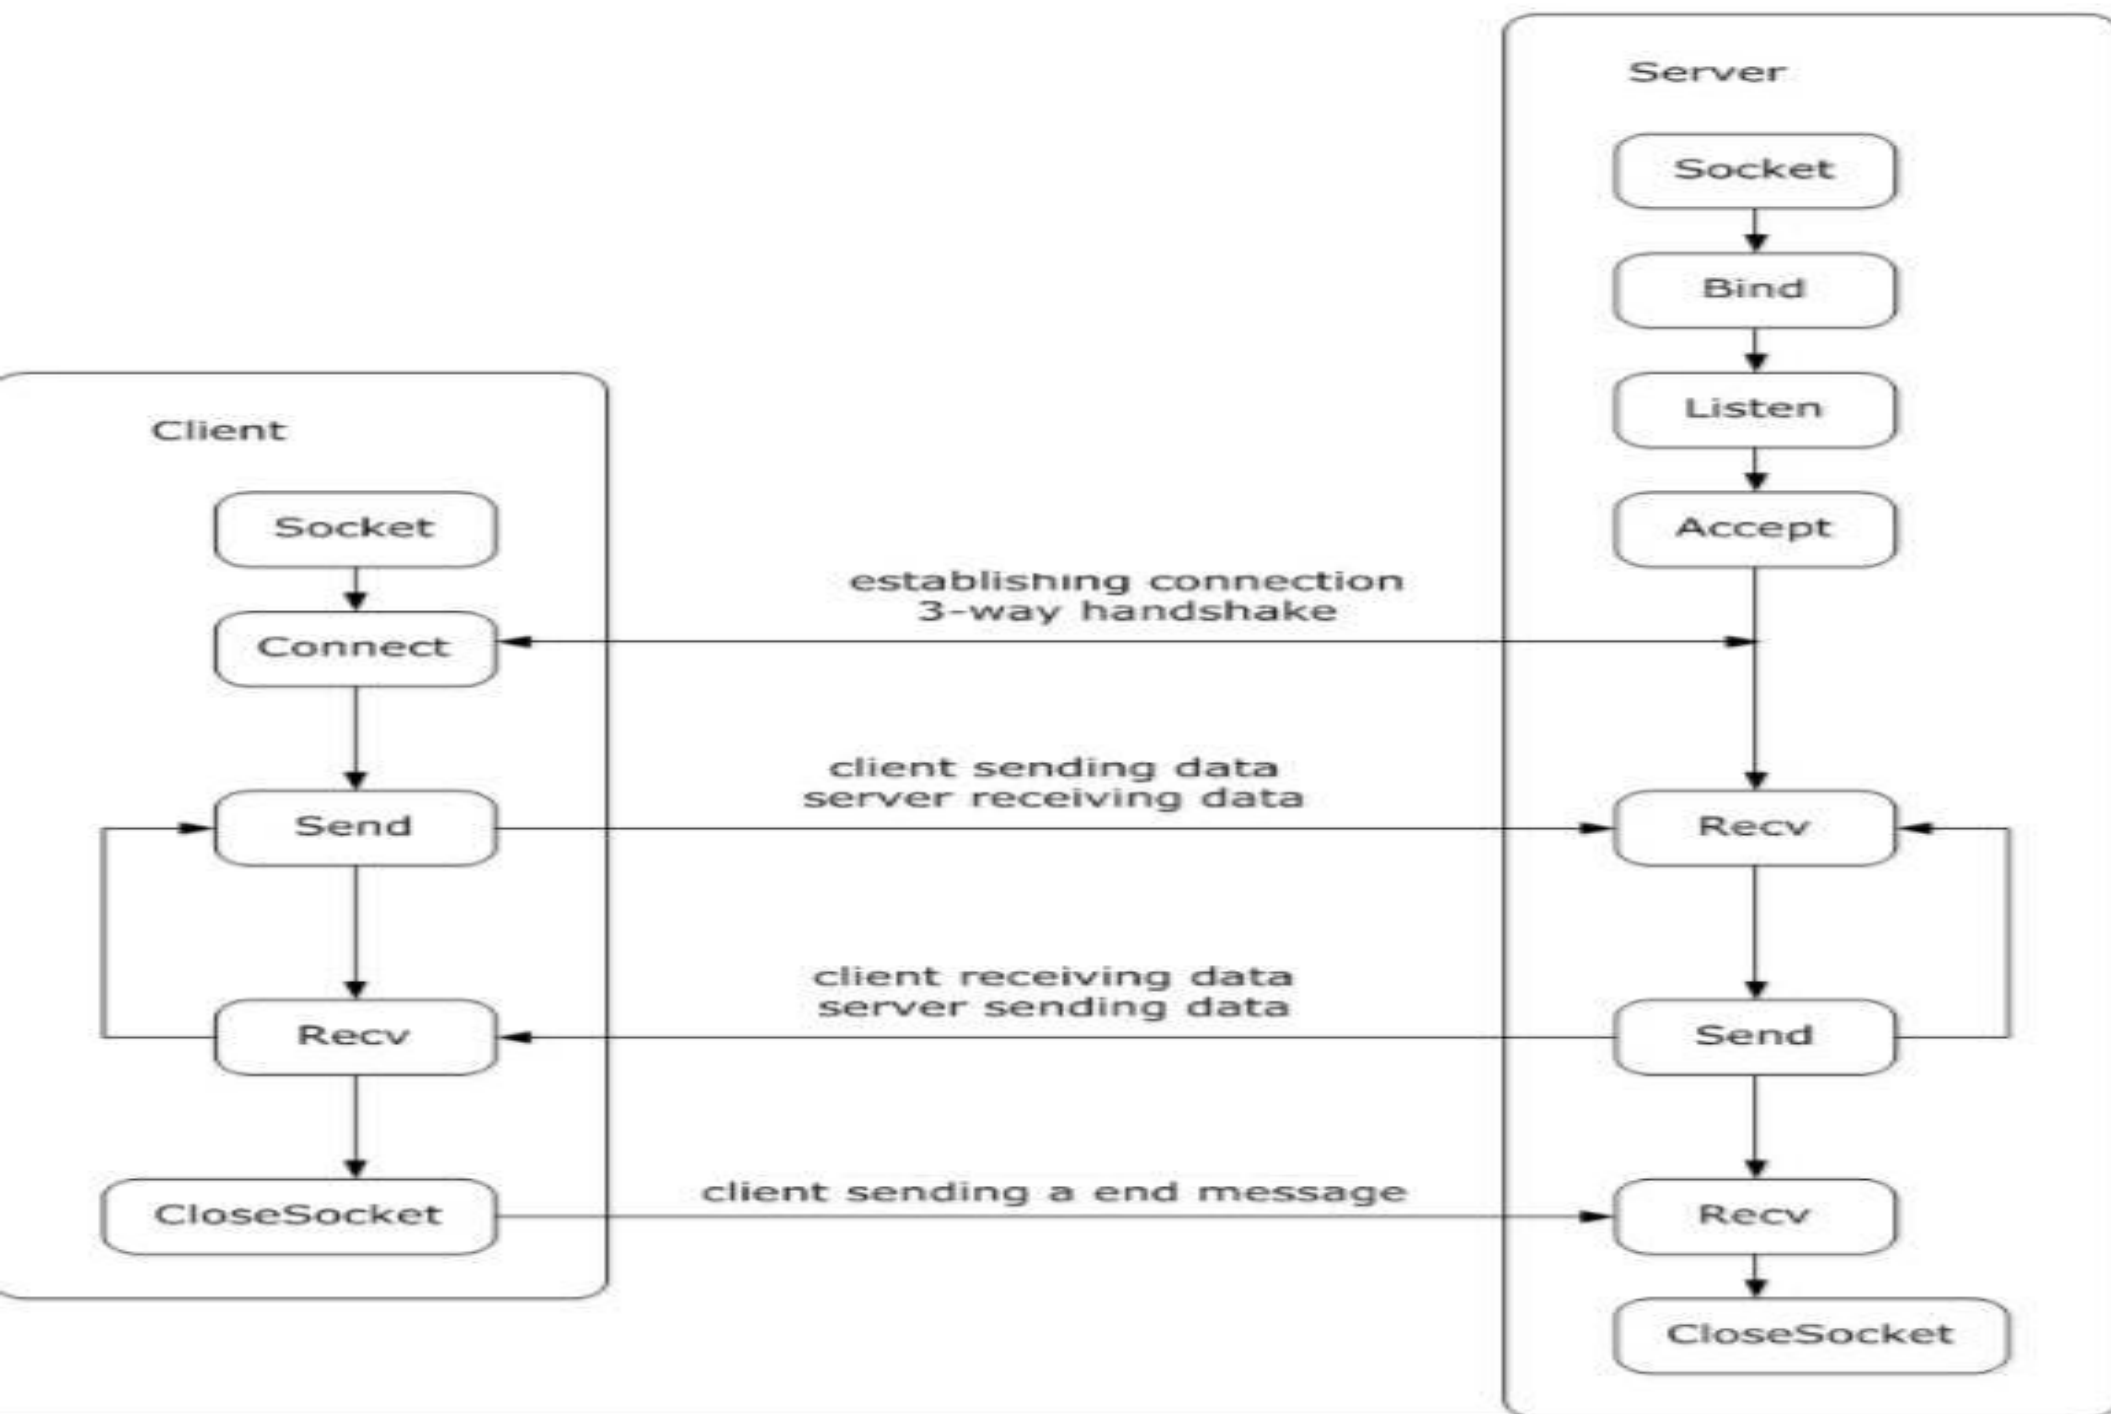 Server
Socket
Bind
Listen
Accept
Client
Socket
Connect
establishing connection
3-way handshake
client sending data
server receiving data
Send
Recv
client receiving data
server sending data
Recv
Send
client sending a end message
CloseSocket
Recv
CloseSocket